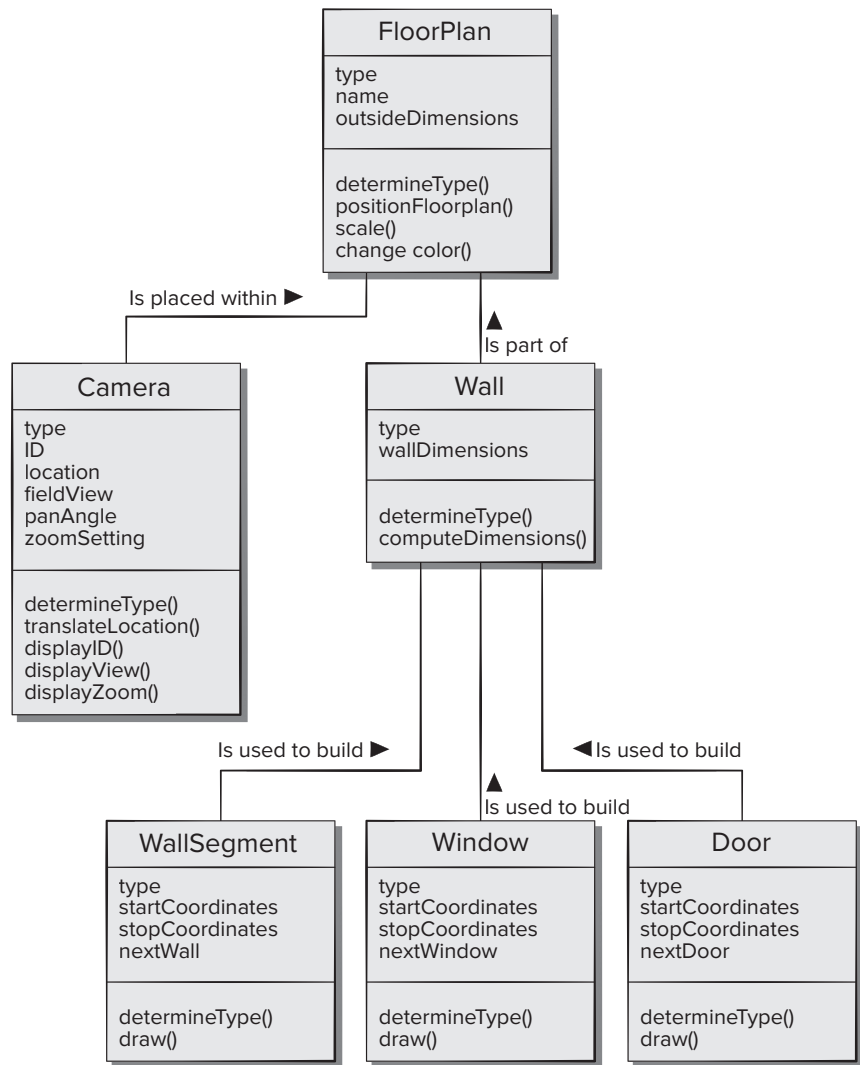 FloorPlan
type
name
outsideDimensions
determineType()
positionFloorplan()
scale()
change color()
Is placed within
Is part of
Camera
type
ID
location
fieldView
panAngle
zoomSetting
determineType()
translateLocation()
displayID()
displayView()
displayZoom()
Wall
type
wallDimensions
determineType()
computeDimensions()
Is used to build
Is used to build
Is used to build
WallSegment
type
startCoordinates
stopCoordinates
nextWall
determineType()
draw()
Window
type
startCoordinates
stopCoordinates
nextWindow
determineType()
draw()
Door
type
startCoordinates
stopCoordinates
nextDoor
determineType()
draw()